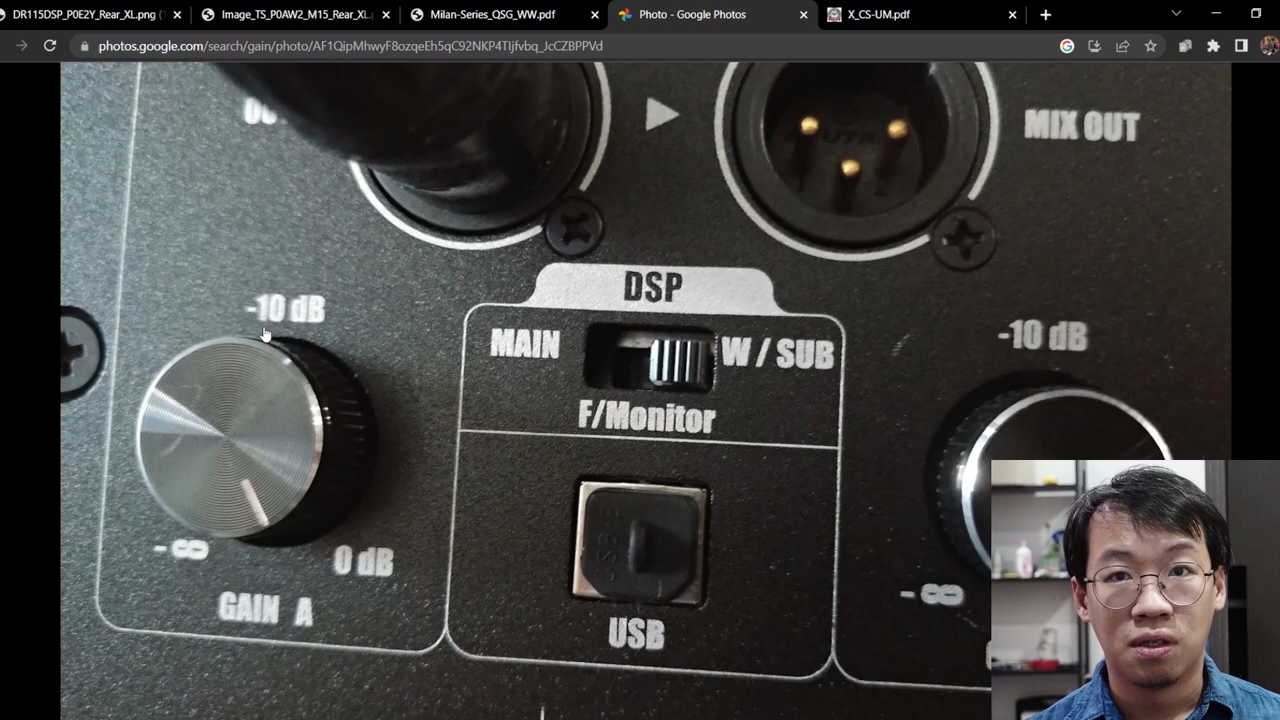 DR115DSP_P0E2Y_Rear_XL.png (
Image_TS_P0AW2_M15_Rear_XL.
Milan-Series_QSG_WW.pdf
Photo - Google Photos
X_CS-UM.pdf
photos.google.com/search/gain/photo/
MIX OUT
DSP
-10 dB
MAIN
W / SUB
-10 dB
F/Monitor
- ∞
0 dB
- ∞
GAIN A
USB